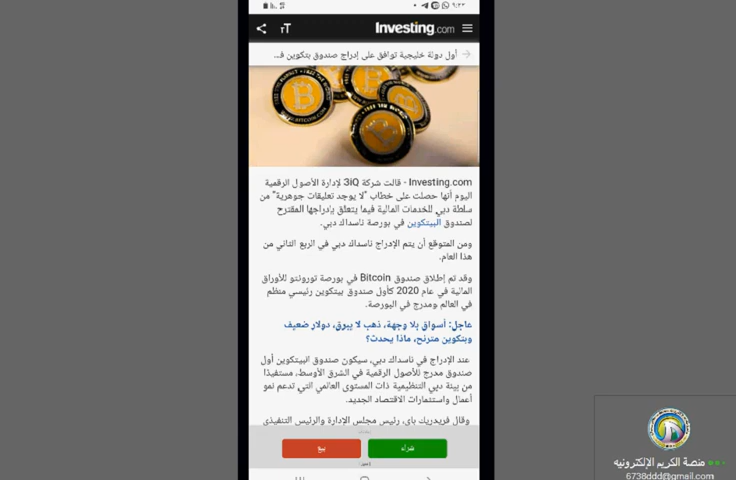 ٩:٢٢
Investing.com
أول دولة خليجية توافق على إدراج صندوق بتكوين فـ...
Investing.com - قالت شركة 3iQ لإدارة الأصول الرقمية
اليوم أنها حصلت على خطاب "لا يوجد تعليقات جوهرية" من
سلطة دبي للخدمات المالية فيما يتعلق بإدراجها المقترح
لصندوق البيتكوين في بورصة ناسداك دبي.
ومن المتوقع أن يتم الإدراج ناسداك دبي في الربع الثاني من
هذا العام.
وقد تم إطلاق صندوق Bitcoin في بورصة تورونتو للأوراق
المالية في عام 2020 كأول صندوق بيتكوين رئيسي منظم
في العالم ومدرج في البورصة.
عاجل: أسواق بلا وجهة، ذهب لا يبرق، دولار ضعيف
وبتكوين مترنح، ماذا يحدث؟
عند الإدراج في ناسداك دبي، سيكون صندوق البيتكوين أول
صندوق مدرج للأصول الرقمية في الشرق الأوسط، مستفيدًا
من بيئة دبي التنظيمية ذات المستوى العالمي التي تدعم نمو
أعمال واستثمارات الاقتصاد الجديد.
وقال فريدريك باي، رئيس مجلس الإدارة والرئيس التنفيذي
شراء
بيع
منصة الكريم الإلكترونيه
6738ddd@gmail.com